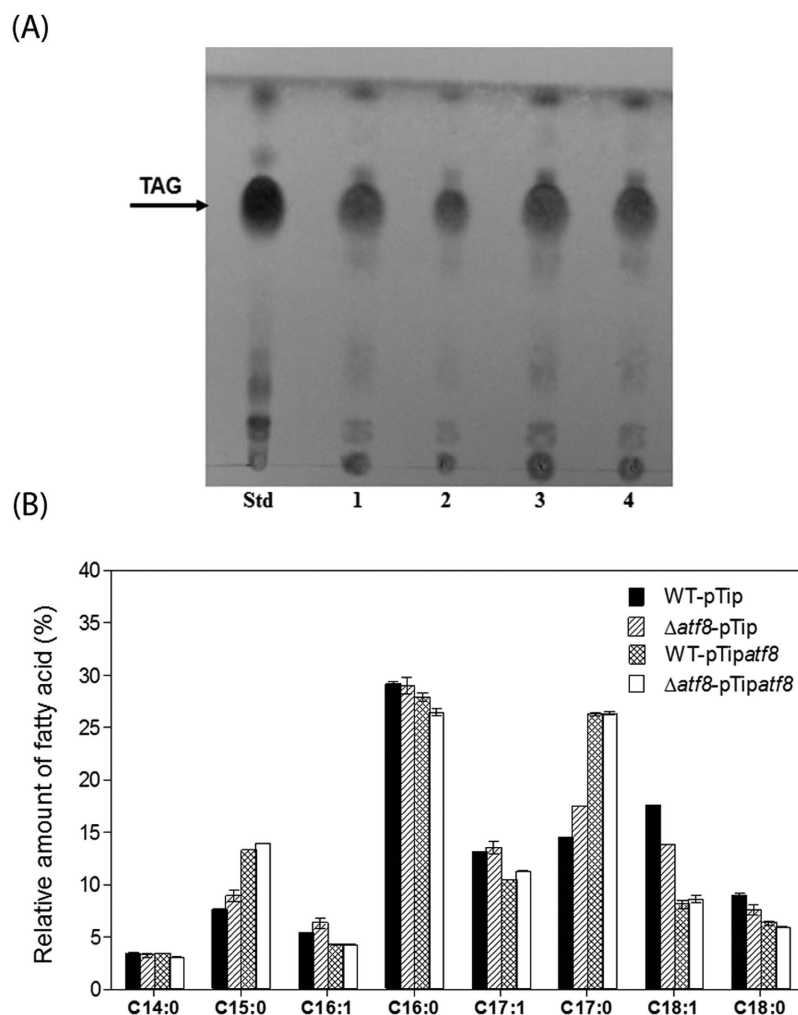 (A)
TAG
Std 1 2 3 4
(B)
Relative amount of fatty acid (%)
40
35
30
25
20
15
10
5
0
WT-pTip
Δatf8-pTip
WT-pTipatf8
Δatf8-pTipatf8
C14:0 C15:0 C16:1 C16:0 C17:1 C17:0 C18:1 C18:0